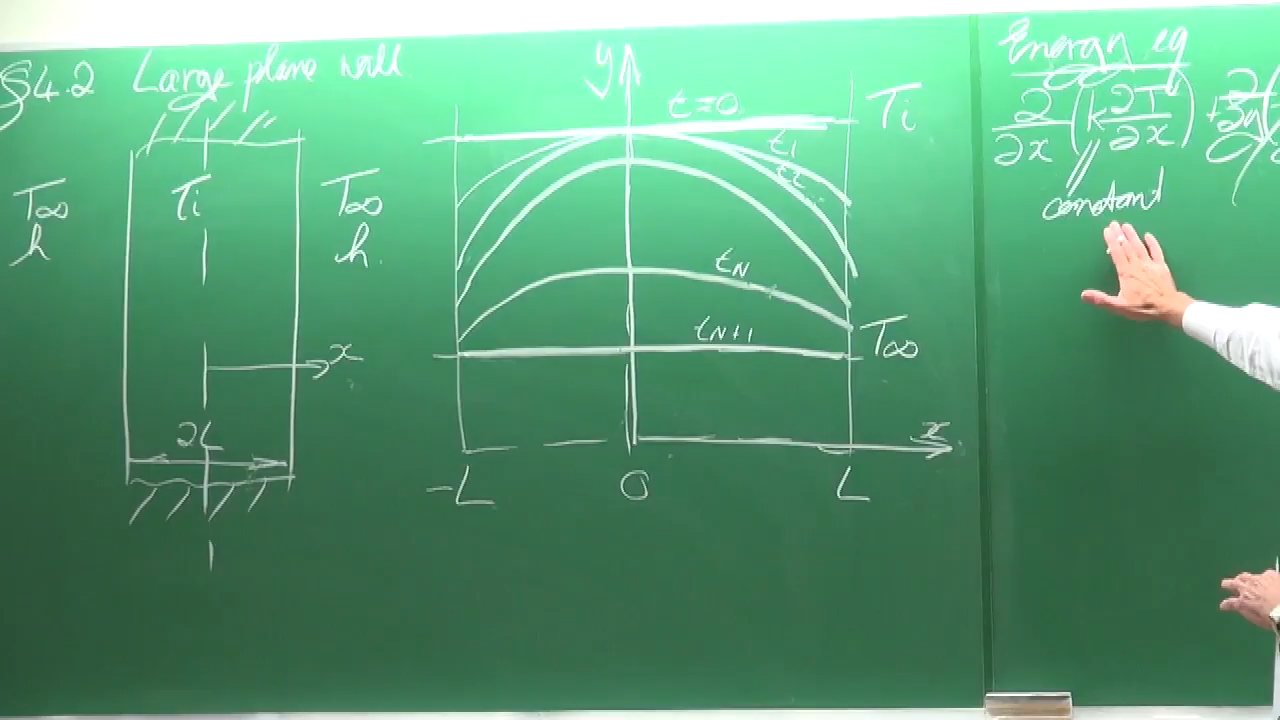 §4.2 Large plane wall
T∞
h
Ti
T∞
h.
x
2L
y
t=0
Ti
t1
t2
tN
tN+1
T∞
x
-L
0
L
Energy eq
∂/∂x (k ∂T/∂x) +
constant